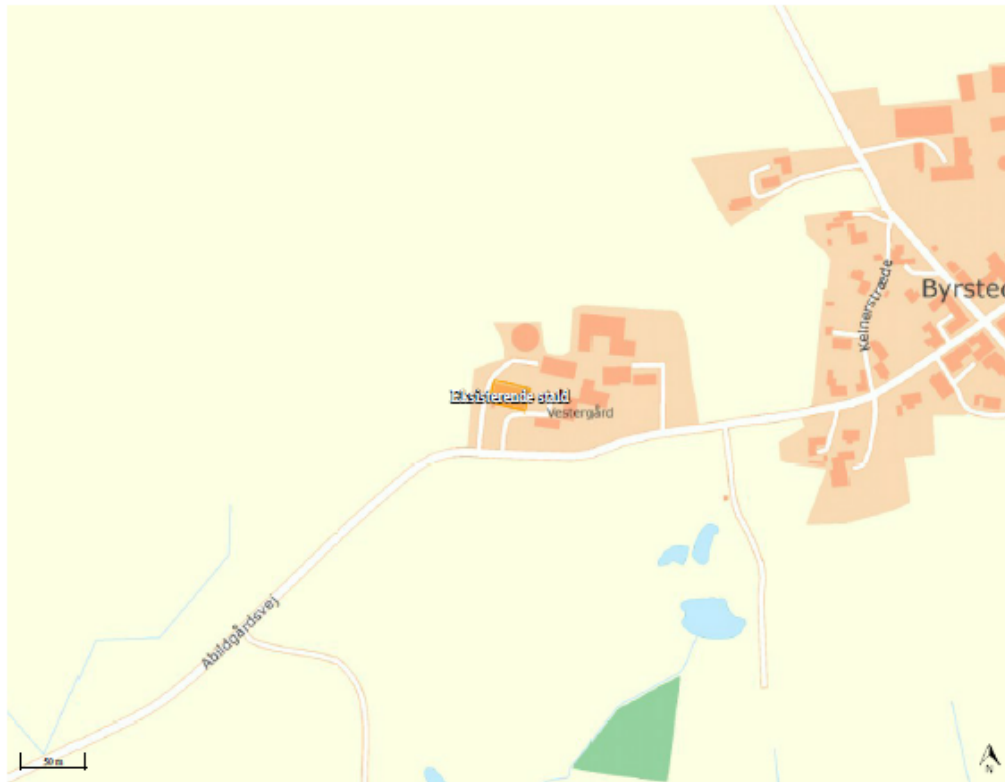 Kelnerstræde
Byrsted
Eksisterende stald
Vestergård
Abildgårdsvej
50 m
N